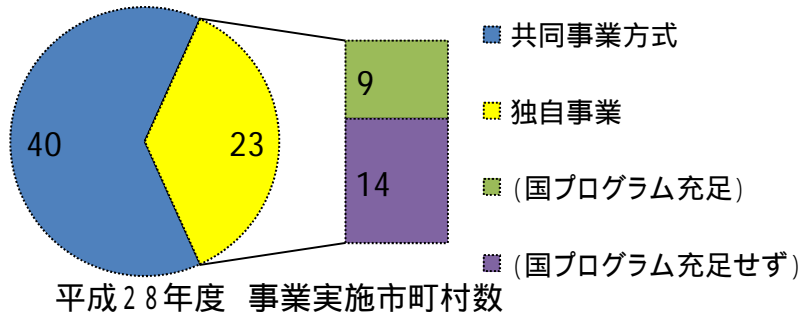 40
23
9
14
共同事業方式
独自事業
(国プログラム充足)
(国プログラム充足せず)
平成28年度 事業実施市町村数